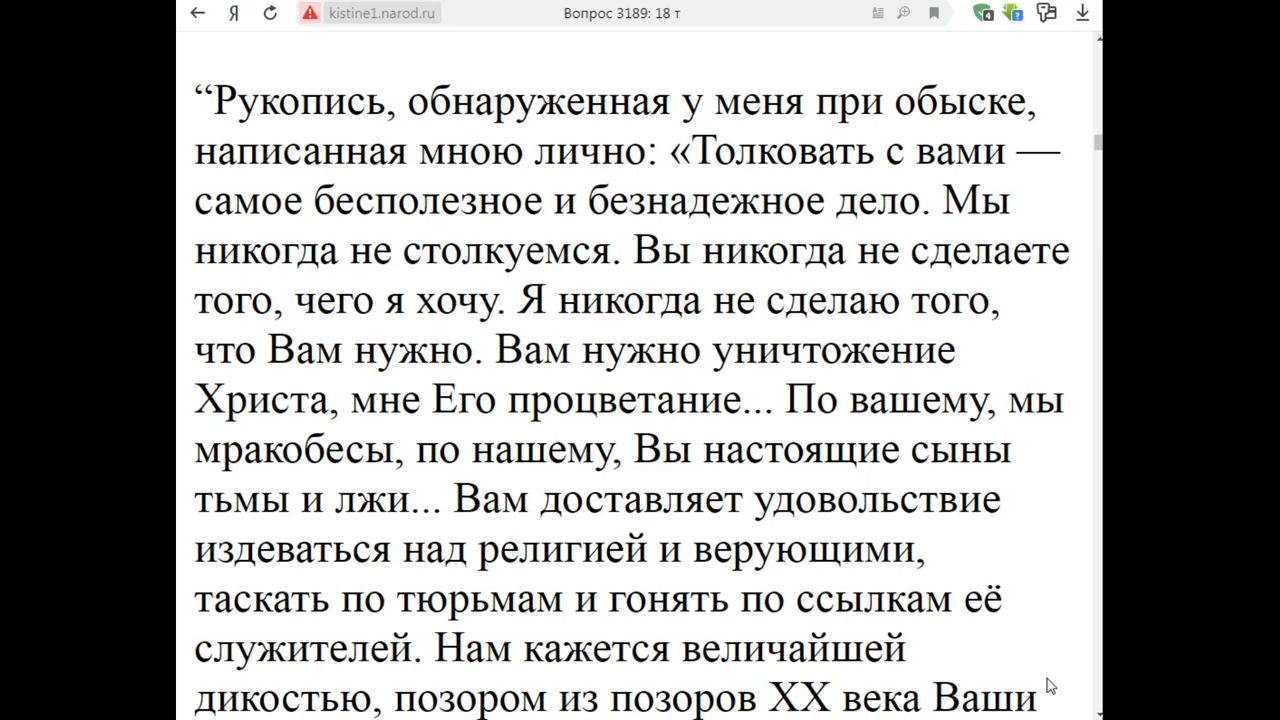 kistine1.narod.ru
Вопрос 3189: 18 т
“Рукопись, обнаруженная у меня при обыске,
написанная мною лично: «Толковать с вами —
самое бесполезное и безнадежное дело. Мы
никогда не столкуемся. Вы никогда не сделаете
того, чего я хочу. Я никогда не сделаю того,
что Вам нужно. Вам нужно уничтожение
Христа, мне Его процветание... По вашему, мы
мракобесы, по нашему, Вы настоящие сыны
тьмы и лжи... Вам доставляет удовольствие
издеваться над религией и верующими,
таскать по тюрьмам и гонять по ссылкам её
служителей. Нам кажется величайшей
дикостью, позором из позоров XX века Ваши